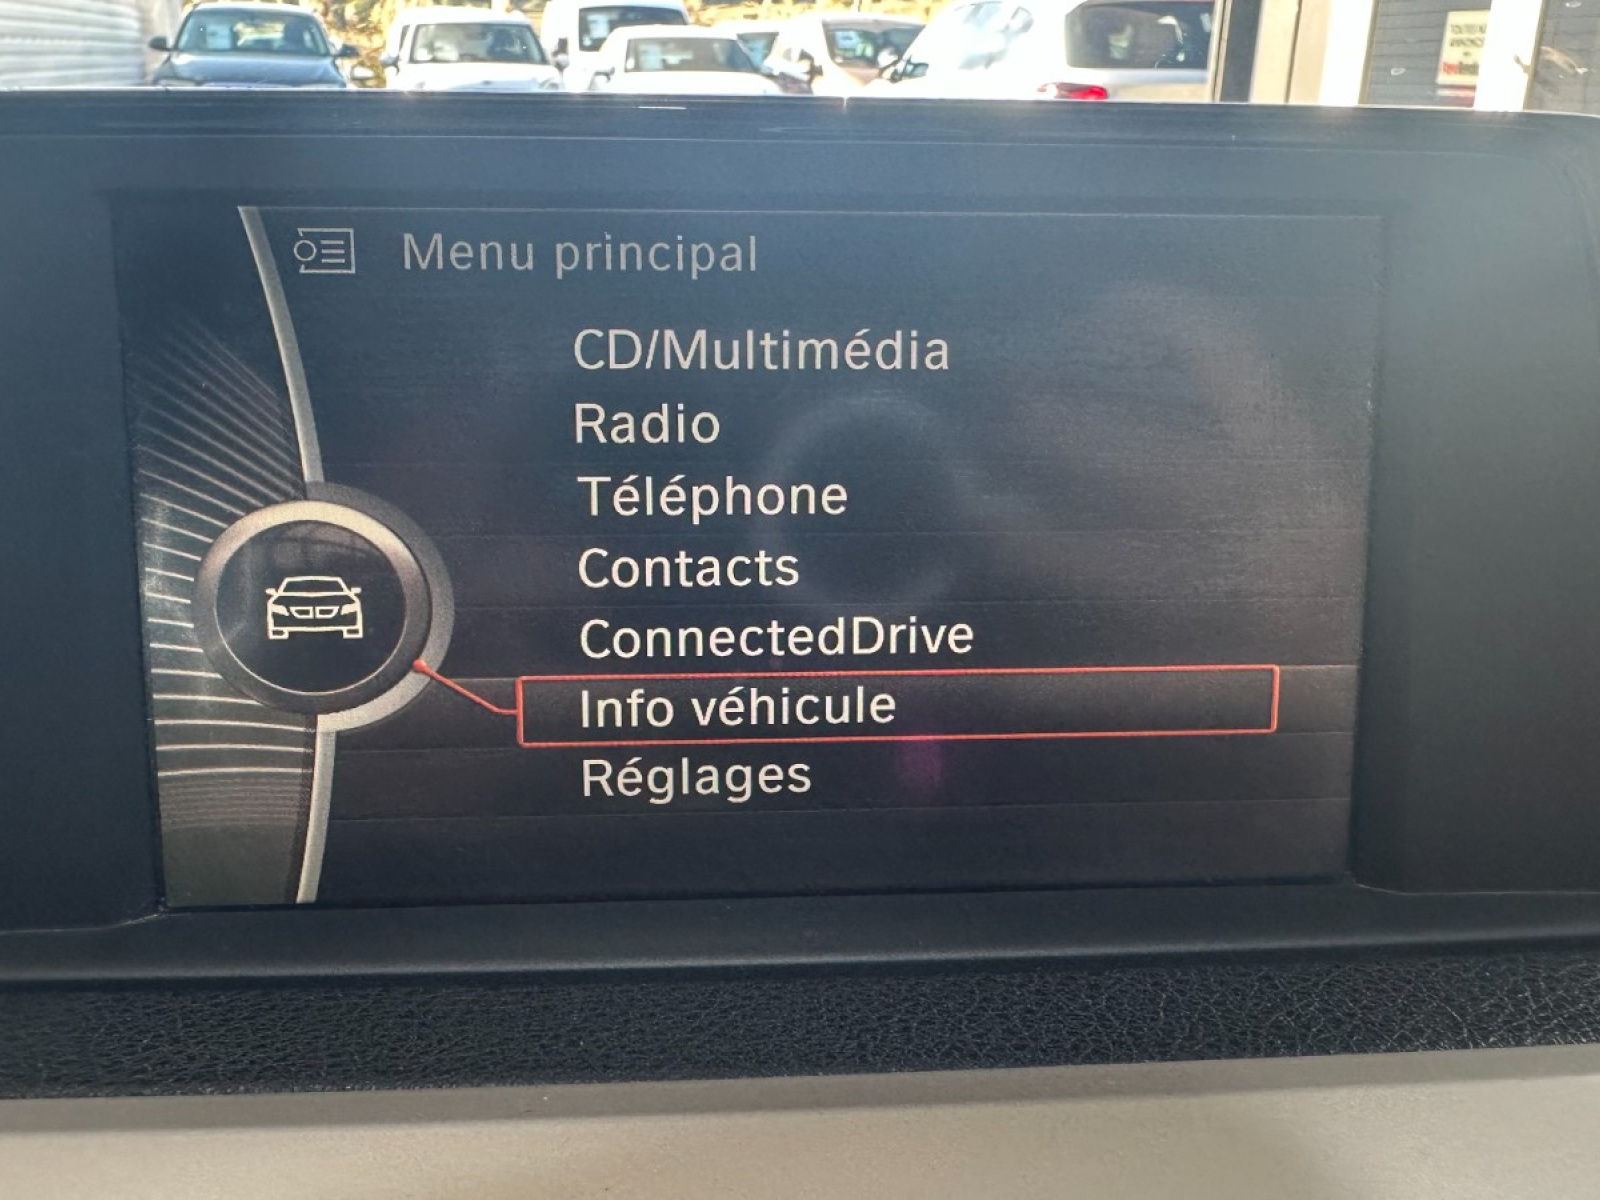 Menu principal
CD/Multimédia
Radio
Téléphone
Contacts
ConnectedDrive
Info véhicule
Réglages